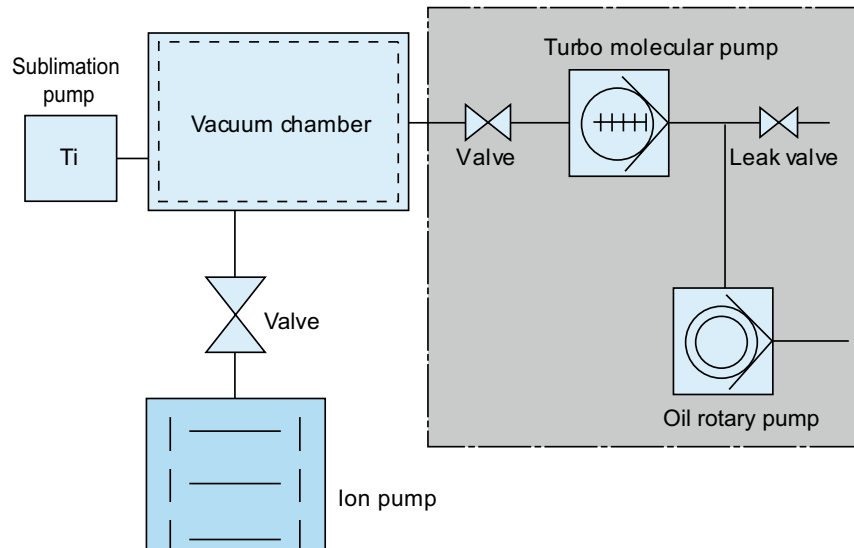 Sublimation
pump
Ti
Vacuum chamber
Turbo molecular pump
Valve
Leak valve
Valve
Oil rotary pump
Ion pump